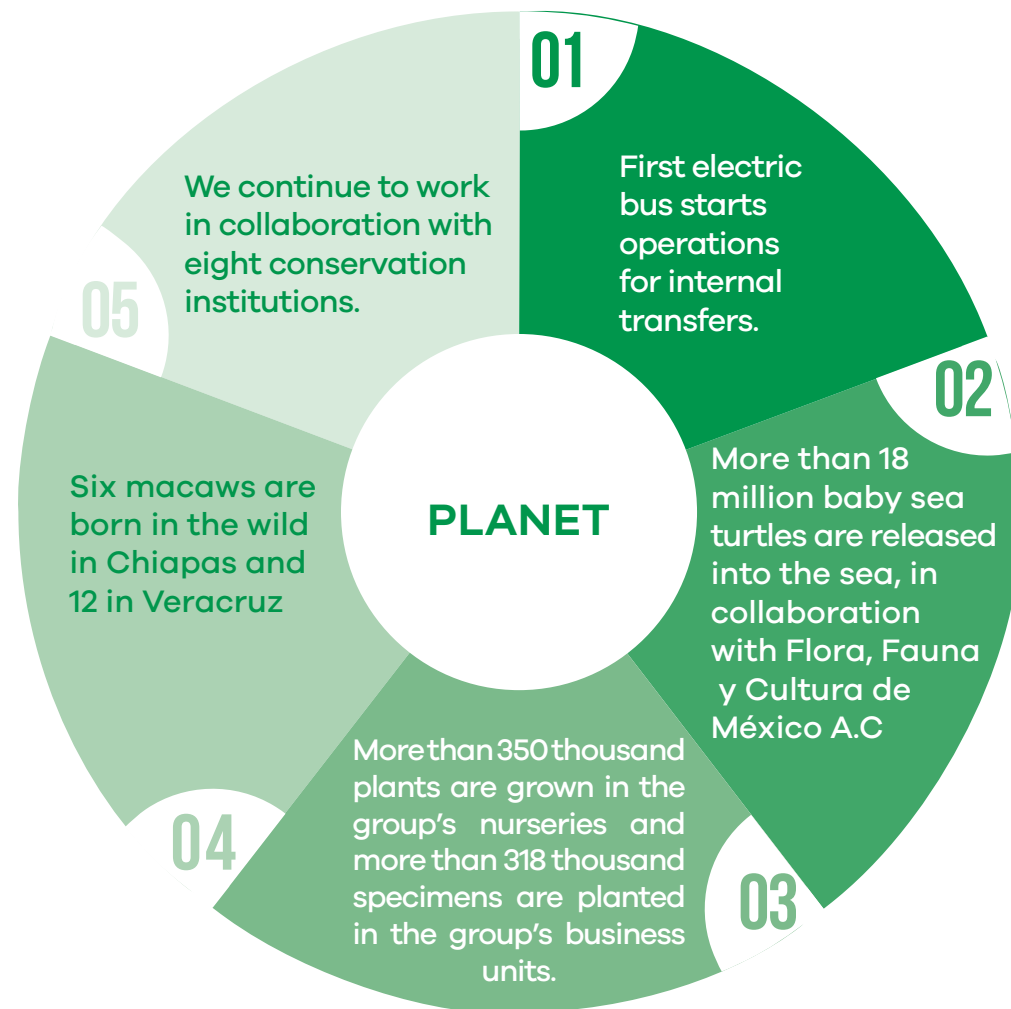 01
First electric
bus starts
operations
for internal
transfers.
02
More than 18
million baby sea
turtles are released
into the sea, in
collaboration
with Flora, Fauna
y Cultura de
México A.C
03
More than 350 thousand
plants are grown in the
group's nurseries and
more than 318 thousand
specimens are planted
in the group's business
units.
04
Six macaws are
born in the wild
in Chiapas and
12 in Veracruz
05
We continue to work
in collaboration with
eight conservation
institutions.
PLANET